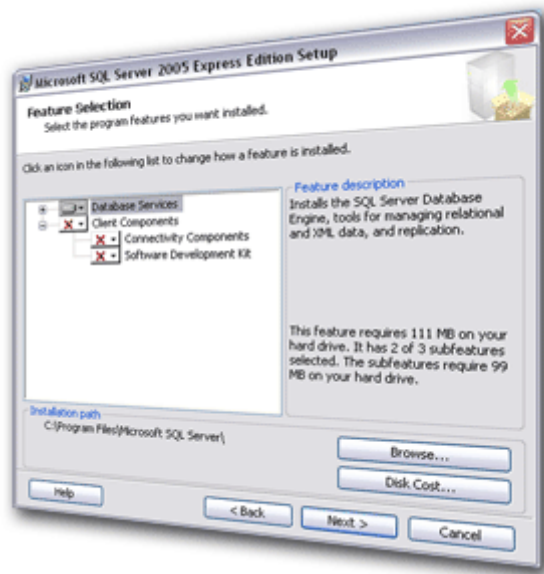 Microsoft SQL Server 2005 Express Edition Setup
Feature Selection
Select the program features you want installed.
Click an icon in the following list to change how a feature is installed.
Database Services
Client Components
Connectivity Components
Software Development Kit
Feature description
Installs the SQL Server Database
Engine, tools for managing relational
and XML data, and replication.
This feature requires 111 MB on your
hard drive. It has 2 of 3 subfeatures
selected. The subfeatures require 99
MB on your hard drive.
Installation path
C:\Program Files\Microsoft SQL Server\
Browse...
Disk Cost...
Help
< Back
Next >
Cancel